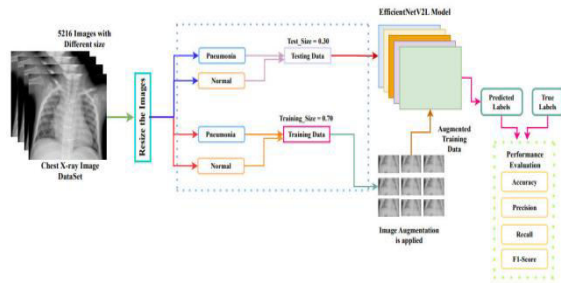 5216 Images with
Different size
Chest X-ray Image
DataSet
Resize the Images
Pneumonia
Normal
Test_Size = 0.30
Testing Data
Pneumonia
Normal
Training_Size = 0.70
Training Data
EfficientNetV2L Model
Augmented
Training
Data
Image Augmentation
is applied
Predicted
Labels
True
Labels
Performance
Evaluation
Accuracy
Precision
Recall
F1-Score